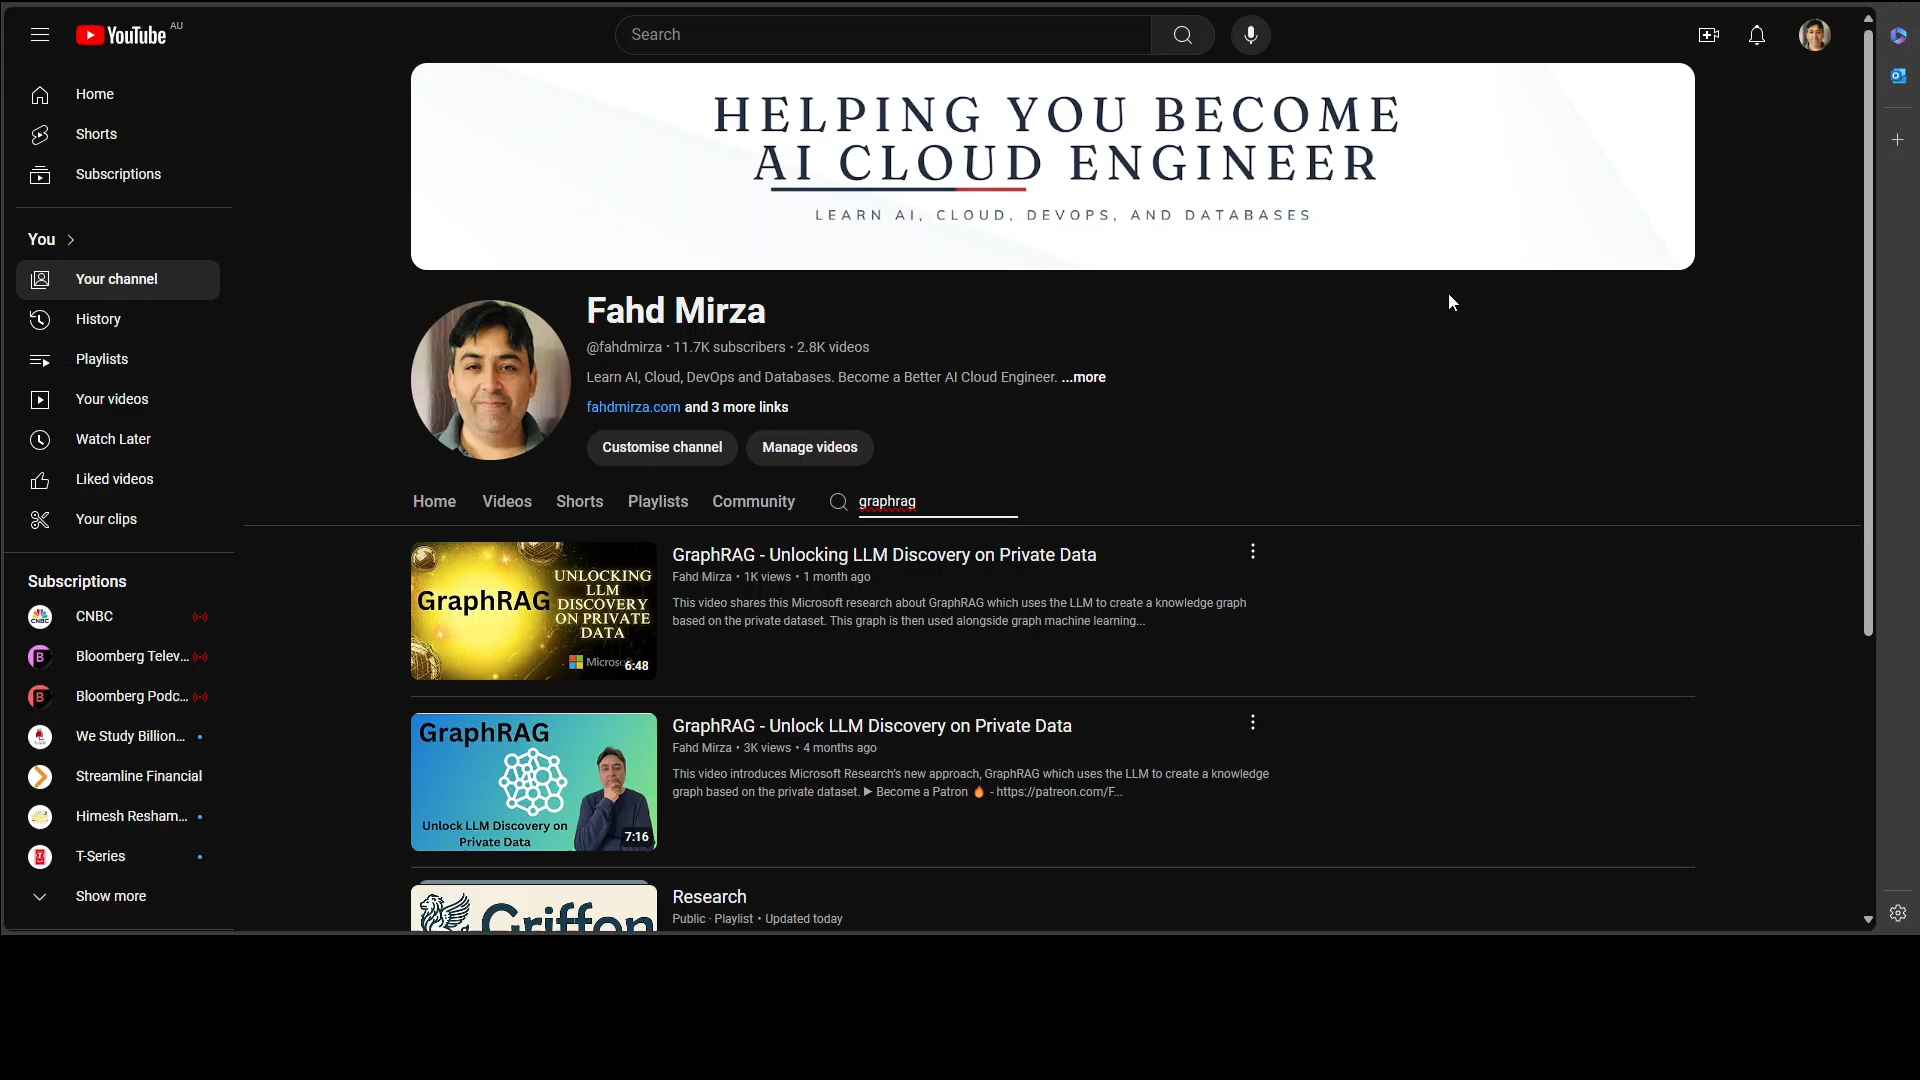 YouTube AU
Search
Home
Shorts
Subscriptions
You
Your channel
History
Playlists
Your videos
Watch Later
Liked videos
Your clips
Subscriptions
CNBC
Bloomberg Telev...
Bloomberg Podc...
We Study Billion...
Streamline Financial
Himesh Resham...
T-Series
Show more
HELPING YOU BECOME
AI CLOUD ENGINEER
LEARN AI, CLOUD, DEVOPS, AND DATABASES
Fahd Mirza
@fahdmirza · 11.7K subscribers · 2.8K videos
Learn AI, Cloud, DevOps and Databases. Become a Better AI Cloud Engineer. ...more
fahdmirza.com and 3 more links
Customise channel Manage videos
Home Videos Shorts Playlists Community graphrag
GraphRAG
UNLOCKING
LLM
DISCOVERY
ON PRIVATE
DATA
6:48
GraphRAG - Unlocking LLM Discovery on Private Data
Fahd Mirza • 1K views • 1 month ago
This video shares this Microsoft research about GraphRAG which uses the LLM to create a knowledge graph
based on the private dataset. This graph is then used alongside graph machine learning...
GraphRAG
Unlock LLM Discovery on
Private Data
7:16
GraphRAG - Unlock LLM Discovery on Private Data
Fahd Mirza • 3K views • 4 months ago
This video introduces Microsoft Research's new approach, GraphRAG which uses the LLM to create a knowledge
graph based on the private dataset. ▶ Become a Patron 🔥 - https://patreon.com/F...
Griffon
Research
Public · Playlist • Updated today